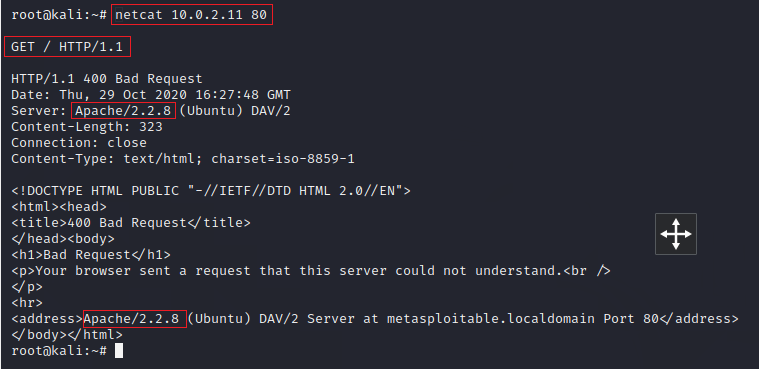 root@kali:~# netcat 10.0.2.11 80
GET / HTTP/1.1
HTTP/1.1 400 Bad Request
Date: Thu, 29 Oct 2020 16:27:48 GMT
Server: Apache/2.2.8 (Ubuntu) DAV/2
Content-Length: 323
Connection: close
Content-Type: text/html; charset=iso-8859-1
<!DOCTYPE HTML PUBLIC "-//IETF//DTD HTML 2.0//EN">
<html><head>
<title>400 Bad Request</title>
</head><body>
<h1>Bad Request</h1>
<p>Your browser sent a request that this server could not understand.<br />
</p>
<hr>
<address>Apache/2.2.8 (Ubuntu) DAV/2 Server at metasploitable.localdomain Port 80</address>
</body></html>
root@kali:~#